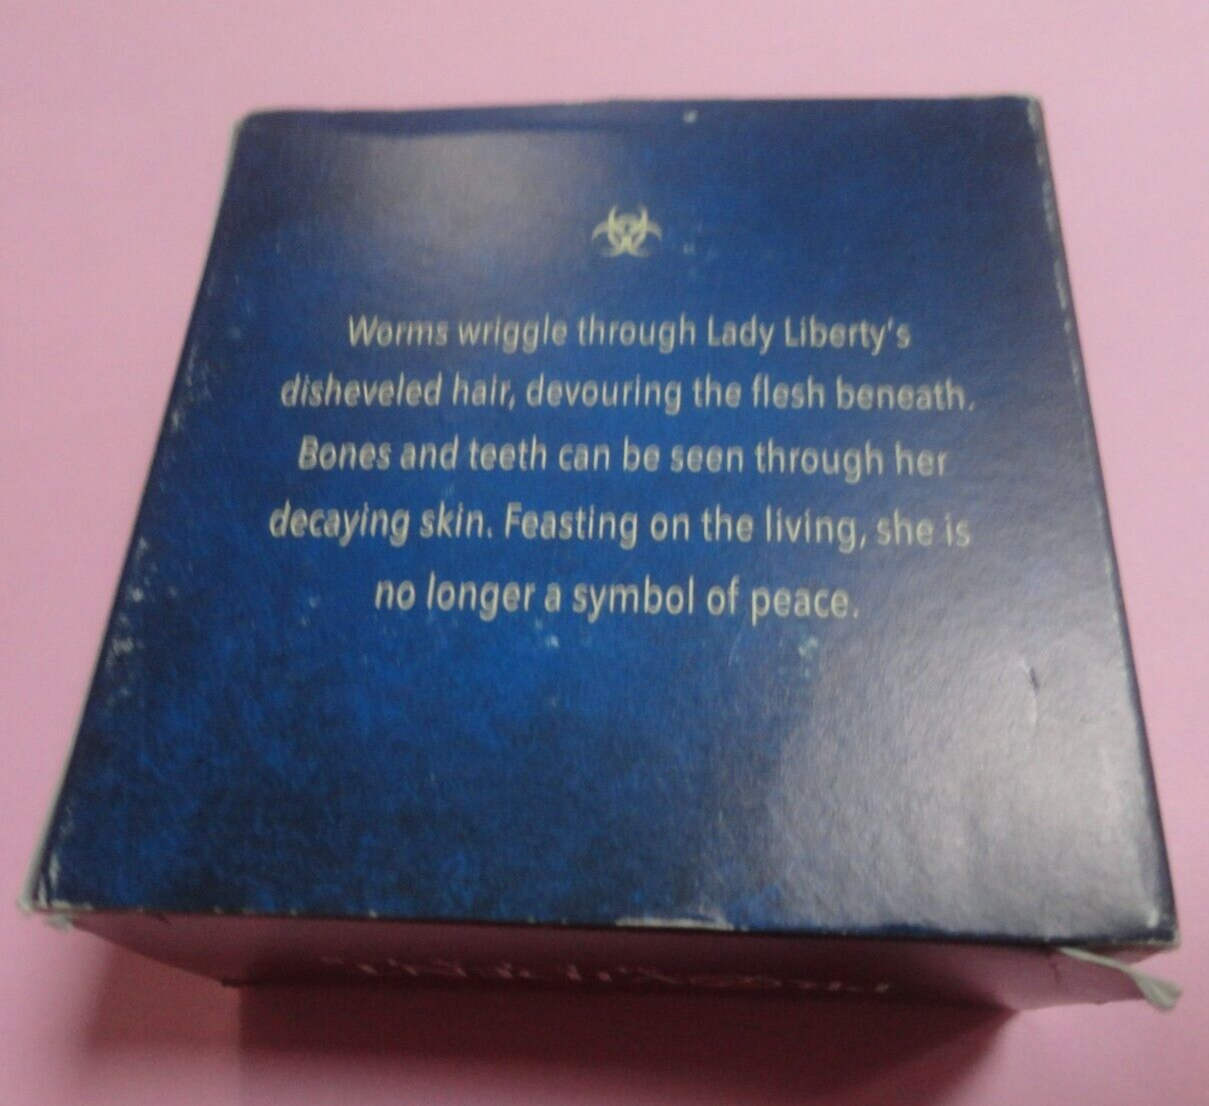 Worms wriggle through Lady Liberty's
disheveled hair, devouring the flesh beneath.
Bones and teeth can be seen through her
decaying skin. Feasting on the living, she is
no longer a symbol of peace.